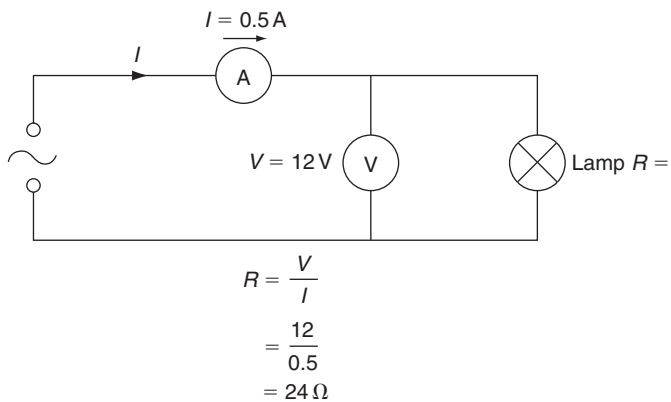 I = 0.5 A
I
A
V = 12 V
V
Lamp R =
R = V / I
= 12 / 0.5
= 24 Ω